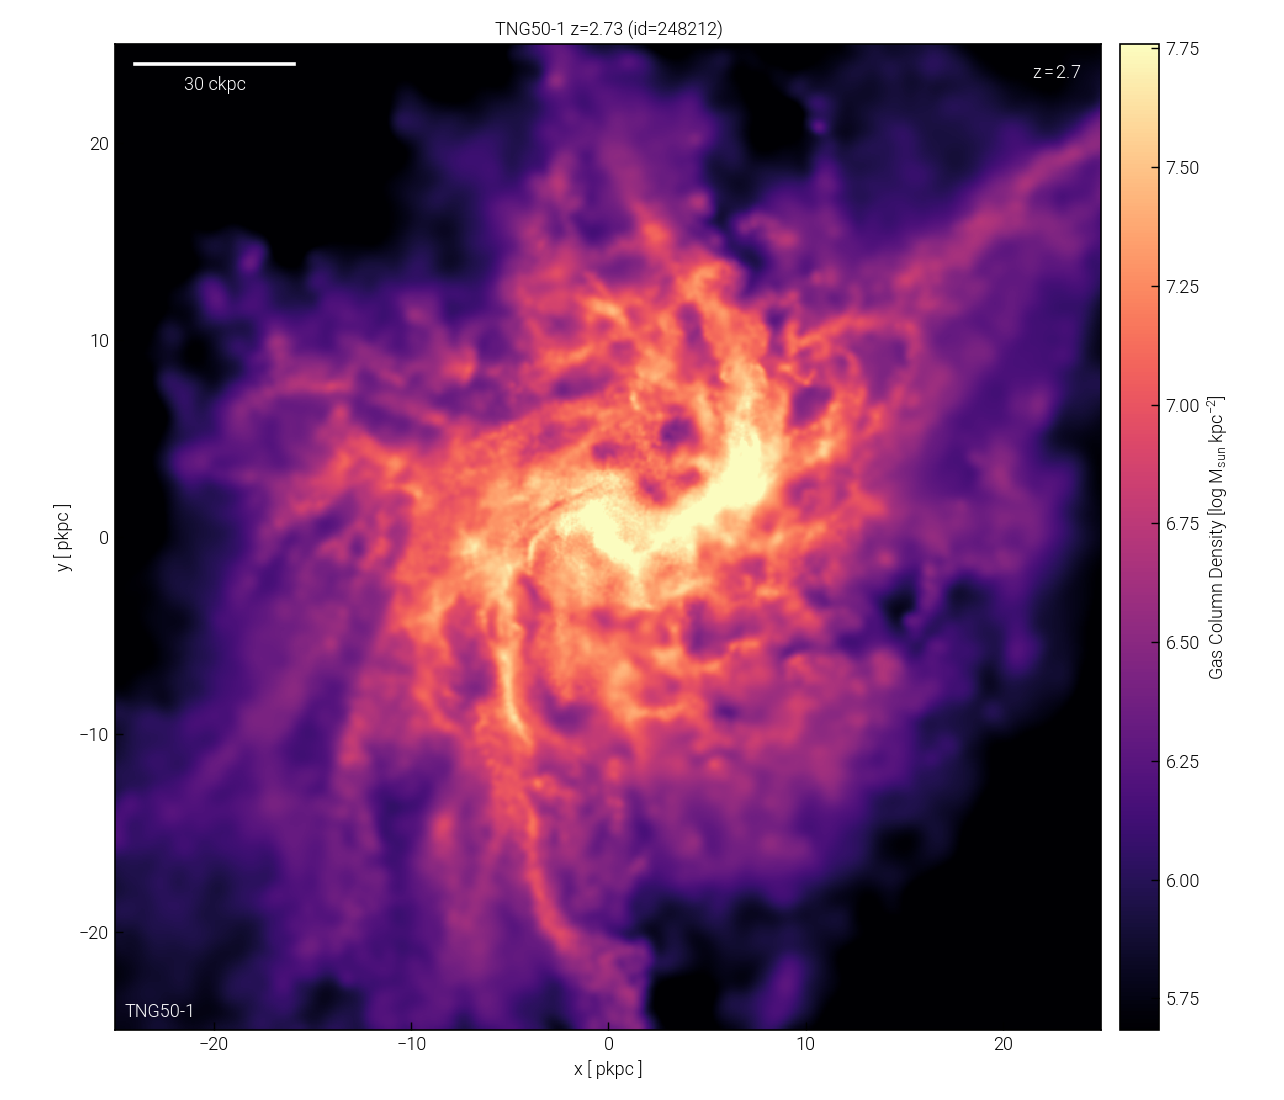 TNG50-1 z=2.73 (id=248212)
30 ckpc
z=2.7
7.75
7.50
7.25
7.00
6.75
6.50
6.25
6.00
5.75
Gas Column Density [log M_sun kpc^−2]
20
10
0
−10
−20
y [ pkpc ]
TNG50-1
−20 −10 0 10 20
x [ pkpc ]